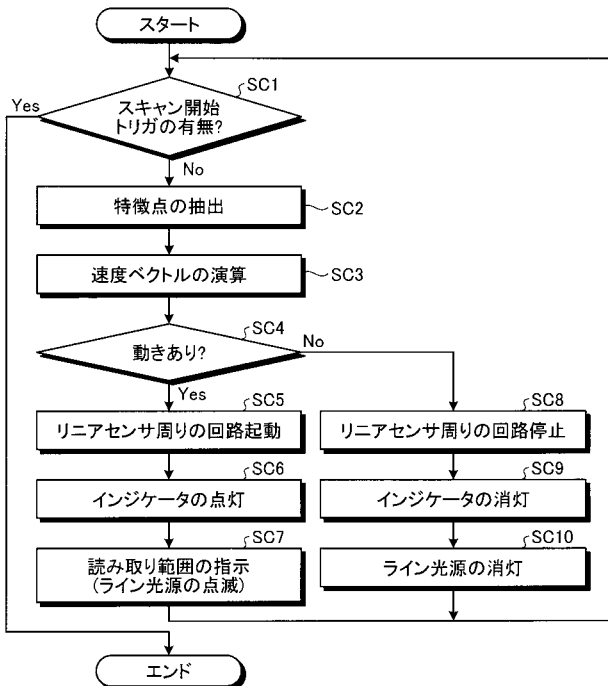 スタート
SC1
Yes
スキャン開始
トリガの有無?
No
特徴点の抽出
SC2
速度ベクトルの演算
SC3
SC4
動きあり?
No
Yes
SC5
リニアセンサ周りの回路起動
SC8
リニアセンサ周りの回路停止
SC6
インジケータの点灯
SC9
インジケータの消灯
SC7
読み取り範囲の指示
(ライン光源の点滅)
SC10
ライン光源の消灯
エンド